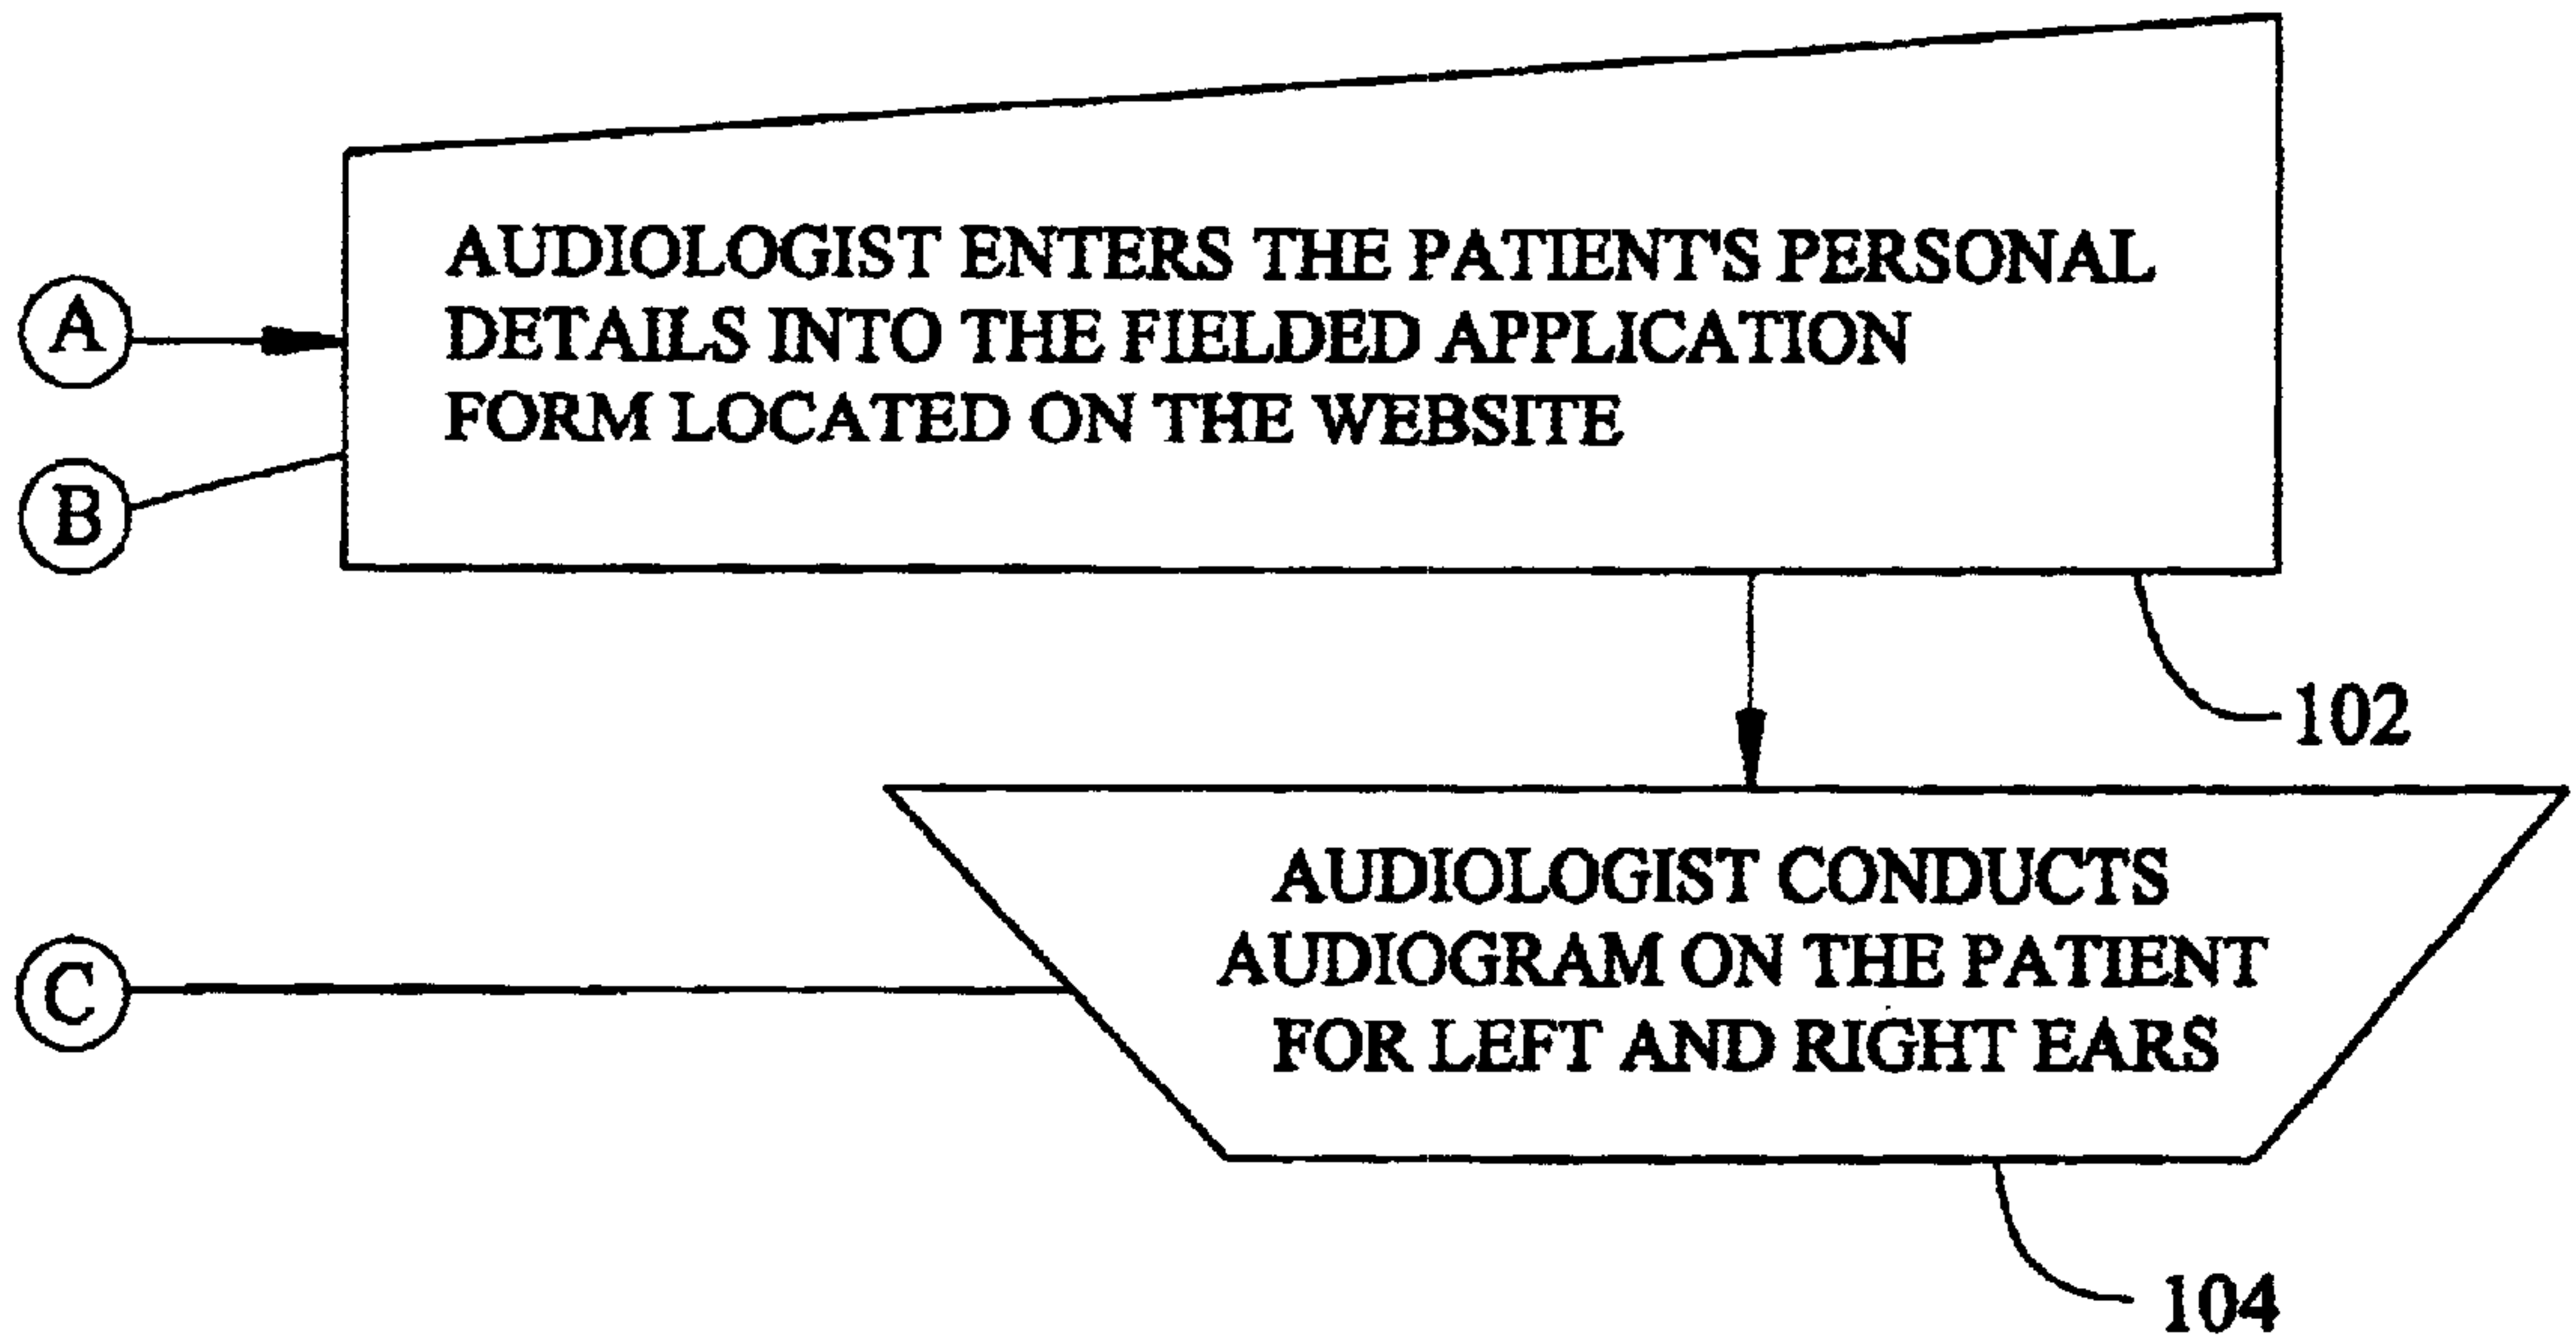 AUDIOLOGIST ENTERS THE PATIENT'S PERSONAL
DETAILS INTO THE FIELDED APPLICATION
FORM LOCATED ON THE WEBSITE
A
B
102
AUDIOLOGIST CONDUCTS
AUDIOGRAM ON THE PATIENT
FOR LEFT AND RIGHT EARS
C
104